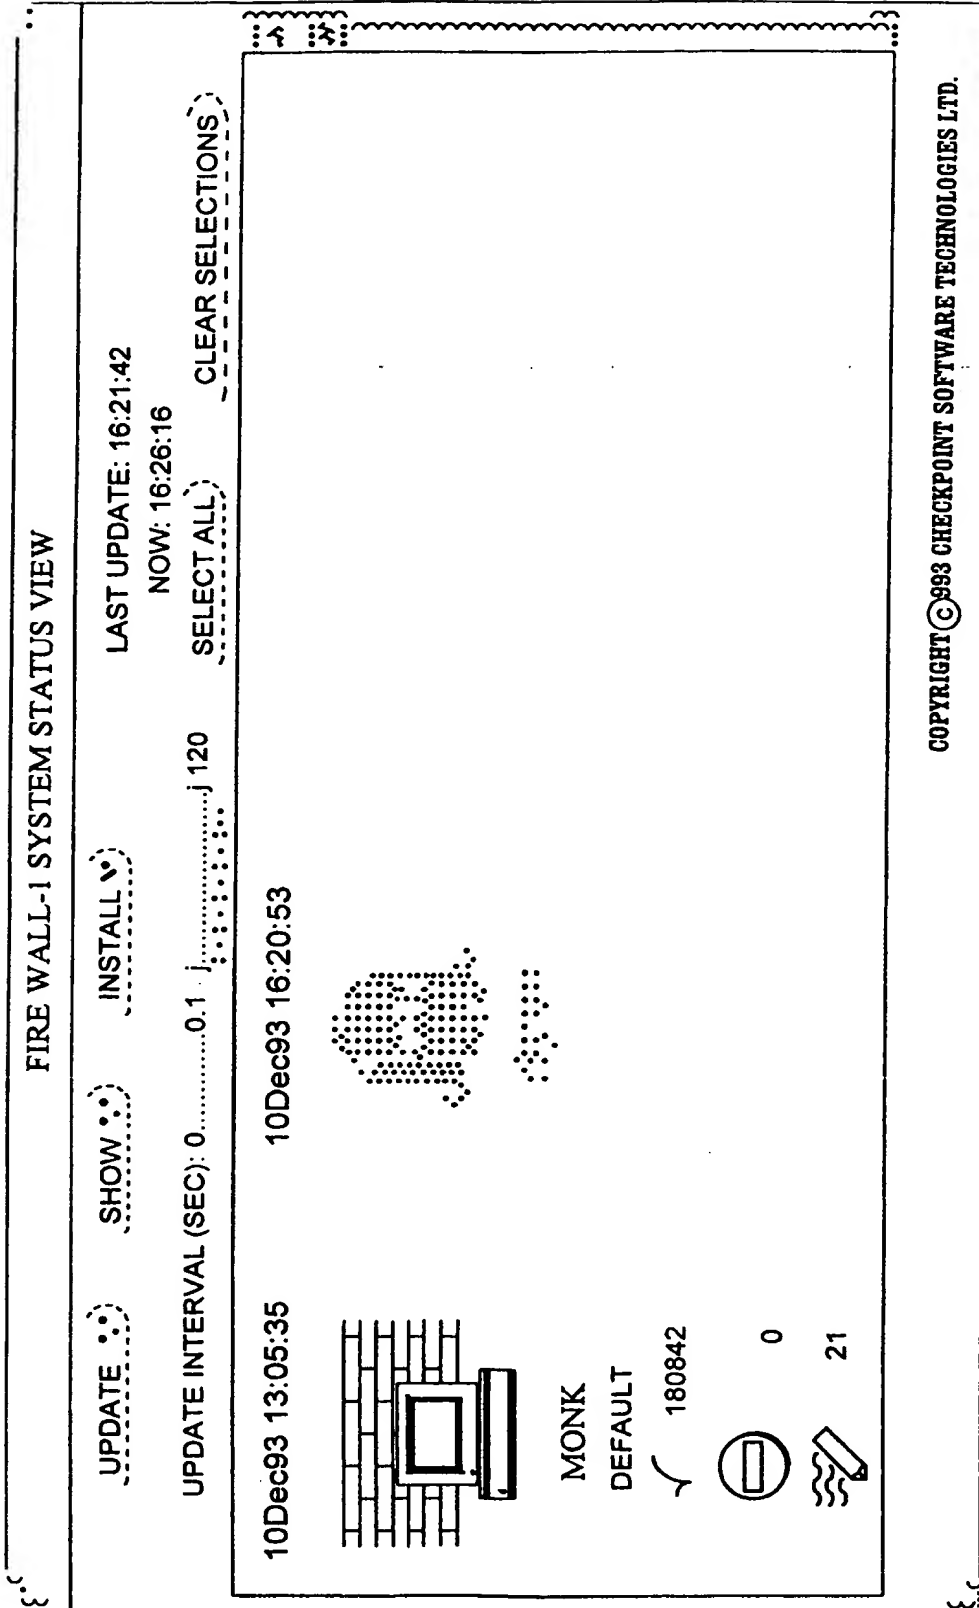 FIRE WALL-1 SYSTEM STATUS VIEW
UPDATE SHOW INSTALL LAST UPDATE: 16:21:42
NOW: 16:26:16
UPDATE INTERVAL (SEC): 0............0.1 j....................j 120 SELECT ALL CLEAR SELECTIONS
10Dec93 13:05:35 10Dec93 16:20:53
MONK
DEFAULT
180842
0
21
COPYRIGHT©993 CHECKPOINT SOFTWARE TECHNOLOGIES LTD.